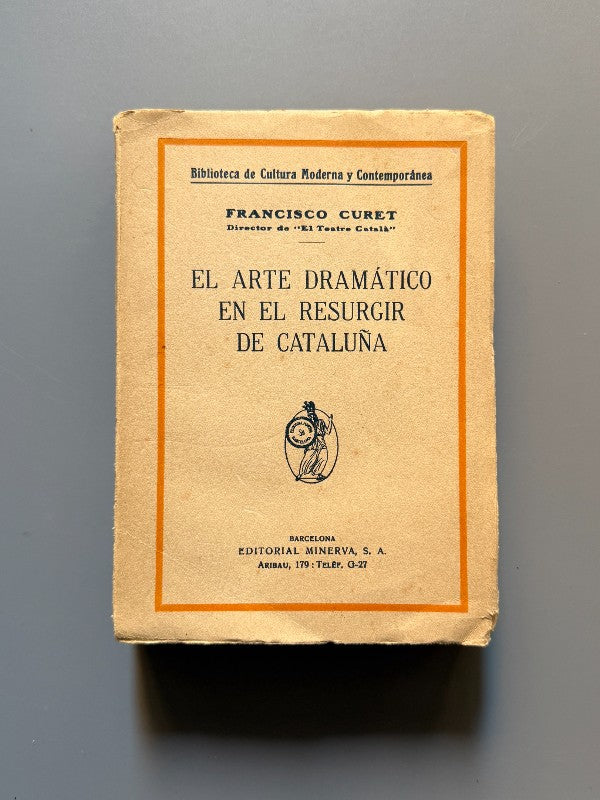 Biblioteca de Cultura Moderna y Contemporánea
FRANCISCO CURET
Director de "El Teatre Català"
EL ARTE DRAMÁTICO
EN EL RESURGIR
DE CATALUÑA
BARCELONA
EDITORIAL MINERVA, S. A.
ARIBAU, 179 : TELÉF. G-27